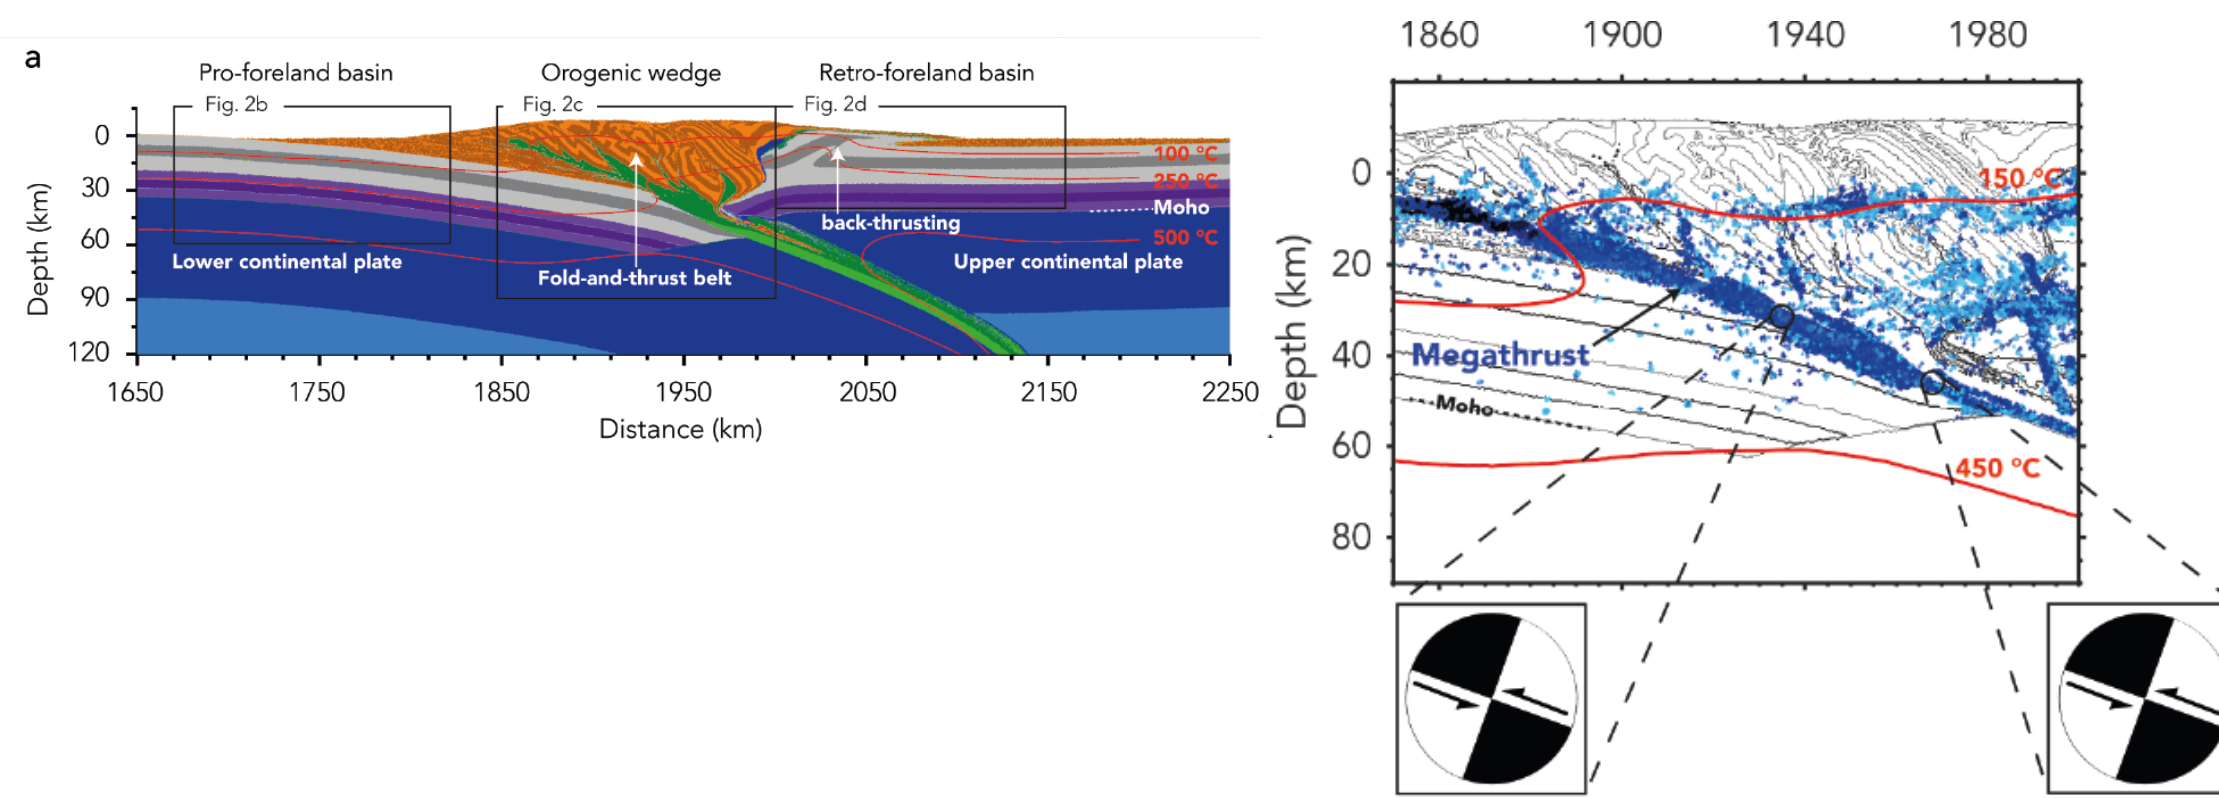 a
Pro-foreland basin
Orogenic wedge
Retro-foreland basin
Fig. 2b
Fig. 2c
Fig. 2d
0
30
60
90
120
Depth (km)
100 °C
250 °C
Moho
500 °C
back-thrusting
Lower continental plate
Fold-and-thrust belt
Upper continental plate
1650
1750
1850
1950
2050
2150
2250
Distance (km)
1860
1900
1940
1980
0
20
40
60
80
Depth (km)
150 °C
Megathrust
Moho
450 °C